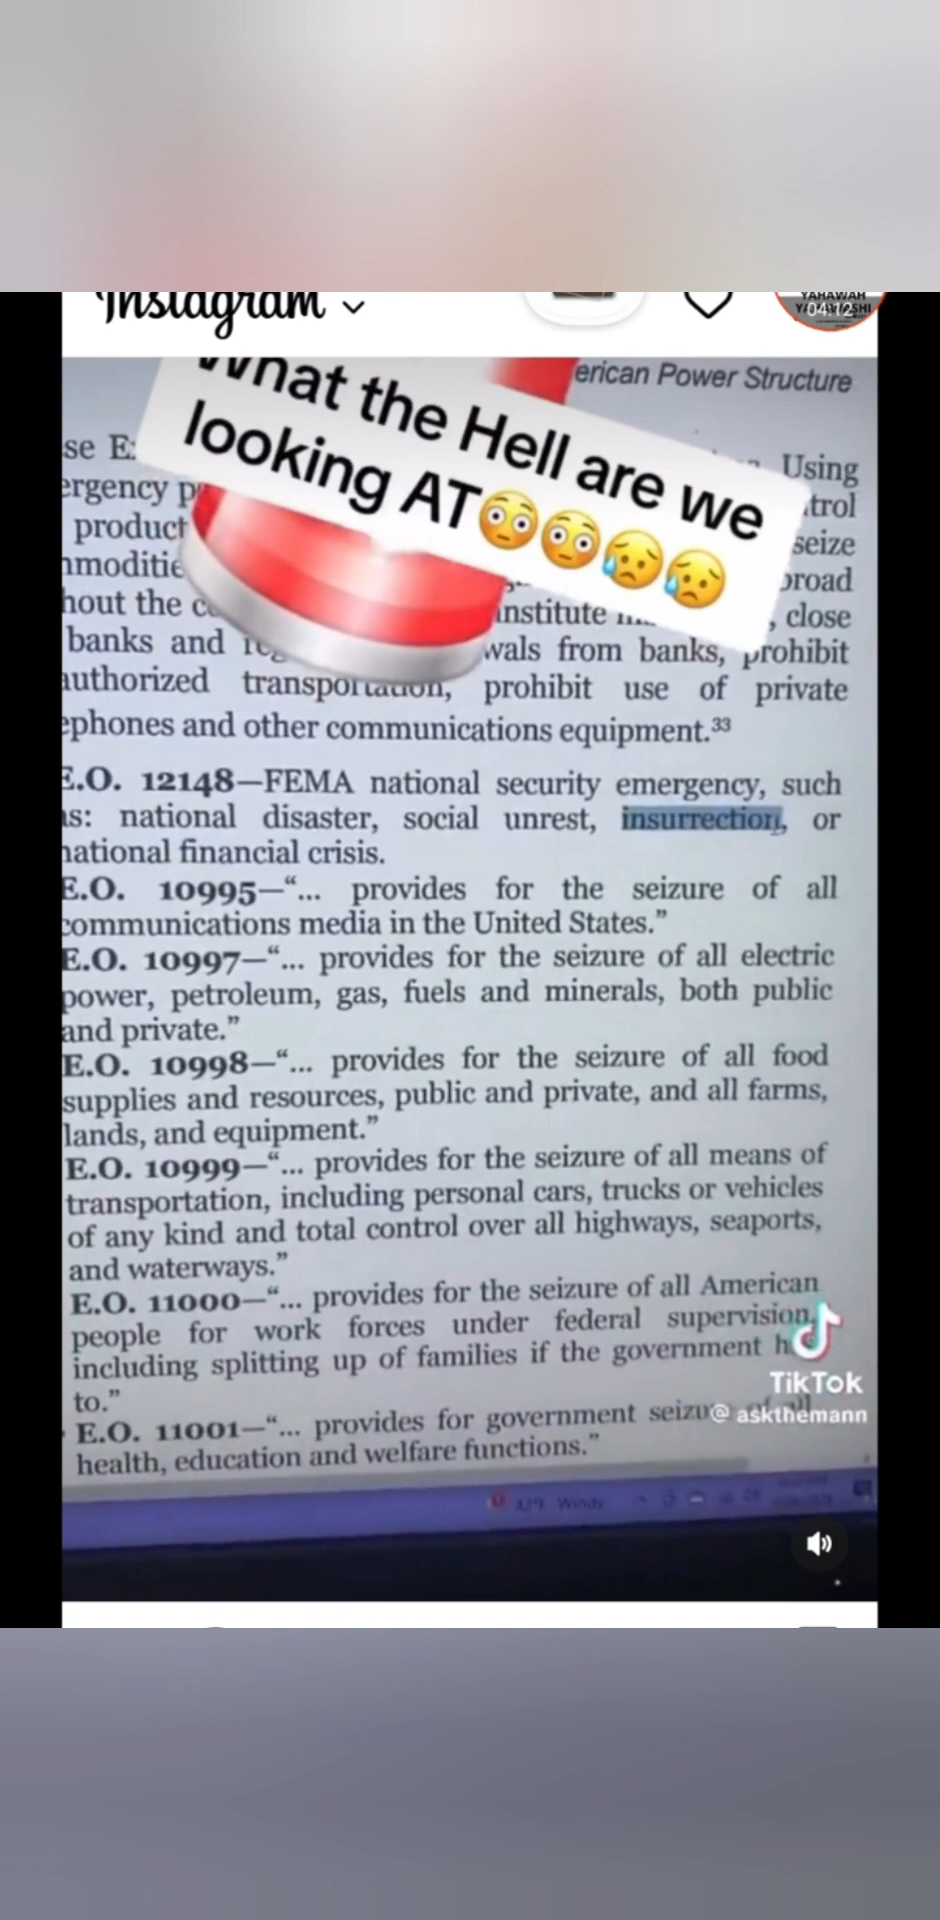 Instagram
YAHAWAH
04:12
What the Hell are we
looking AT😳😳😥😥
erican Power Structure
se E Using
ergency p trol
product seize
nmoditie broad
hout the c institute , close
banks and wals from banks, prohibit
authorized transportation, prohibit use of private
ephones and other communications equipment.³³
E.O. 12148—FEMA national security emergency, such
as: national disaster, social unrest, insurrection, or
national financial crisis.
E.O. 10995—“... provides for the seizure of all
communications media in the United States.”
E.O. 10997—“... provides for the seizure of all electric
power, petroleum, gas, fuels and minerals, both public
and private.”
E.O. 10998—“... provides for the seizure of all food
supplies and resources, public and private, and all farms,
lands, and equipment.”
E.O. 10999—“... provides for the seizure of all means of
transportation, including personal cars, trucks or vehicles
of any kind and total control over all highways, seaports,
and waterways.”
E.O. 11000—“... provides for the seizure of all American
people for work forces under federal supervision,
including splitting up of families if the government h
to.”
E.O. 11001—“... provides for government seizu of all
health, education and welfare functions.”
TikTok
@ askthemann
Windy